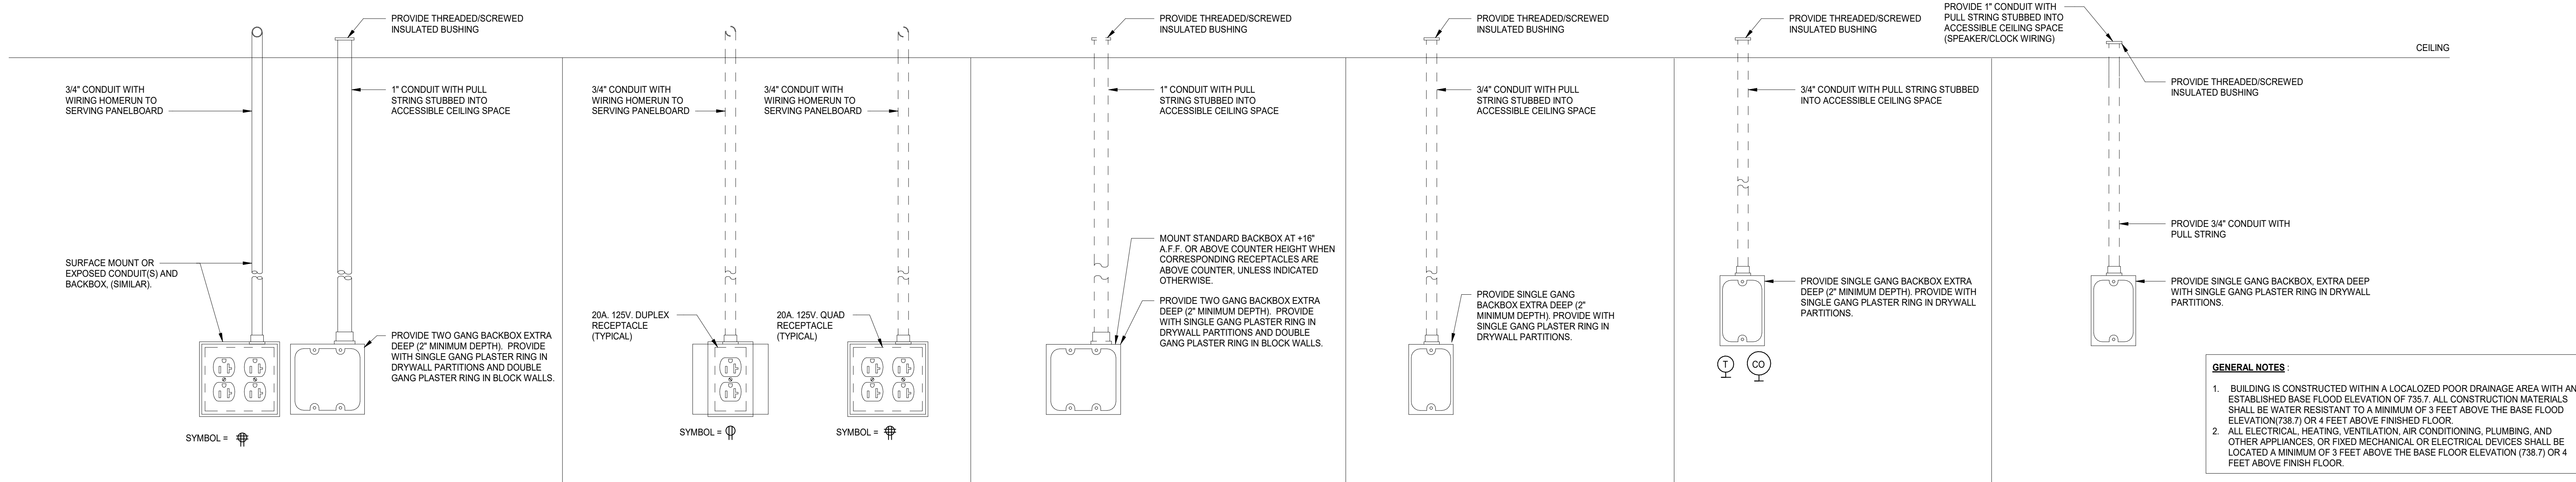 PROVIDE THREADED/SCREWED
INSULATED BUSHING
3/4" CONDUIT WITH
WIRING HOMERUN TO
SERVING PANELBOARD
1" CONDUIT WITH PULL
STRING STUBBED INTO
ACCESSIBLE CEILING SPACE
SURFACE MOUNT OR
EXPOSED CONDUIT(S) AND
BACKBOX, (SIMILAR).
PROVIDE TWO GANG BACKBOX EXTRA
DEEP (2" MINIMUM DEPTH). PROVIDE
WITH SINGLE GANG PLASTER RING IN
DRYWALL PARTITIONS AND DOUBLE
GANG PLASTER RING IN BLOCK WALLS.
SYMBOL =
3/4" CONDUIT WITH
WIRING HOMERUN TO
SERVING PANELBOARD
3/4" CONDUIT WITH
WIRING HOMERUN TO
SERVING PANELBOARD
20A. 125V. DUPLEX
RECEPTACLE
(TYPICAL)
20A. 125V. QUAD
RECEPTACLE
(TYPICAL)
SYMBOL =
SYMBOL =
PROVIDE THREADED/SCREWED
INSULATED BUSHING
1" CONDUIT WITH PULL
STRING STUBBED INTO
ACCESSIBLE CEILING SPACE
MOUNT STANDARD BACKBOX AT +16"
A.F.F. OR ABOVE COUNTER HEIGHT WHEN
CORRESPONDING RECEPTACLES ARE
ABOVE COUNTER, UNLESS INDICATED
OTHERWISE.
PROVIDE TWO GANG BACKBOX EXTRA
DEEP (2" MINIMUM DEPTH). PROVIDE
WITH SINGLE GANG PLASTER RING IN
DRYWALL PARTITIONS AND DOUBLE
GANG PLASTER RING IN BLOCK WALLS.
PROVIDE THREADED/SCREWED
INSULATED BUSHING
3/4" CONDUIT WITH PULL
STRING STUBBED INTO
ACCESSIBLE CEILING SPACE
PROVIDE SINGLE GANG
BACKBOX EXTRA DEEP (2"
MINIMUM DEPTH). PROVIDE WITH
SINGLE GANG PLASTER RING IN
DRYWALL PARTITIONS.
PROVIDE THREADED/SCREWED
INSULATED BUSHING
3/4" CONDUIT WITH PULL STRING STUBBED
INTO ACCESSIBLE CEILING SPACE
PROVIDE SINGLE GANG BACKBOX EXTRA
DEEP (2" MINIMUM DEPTH). PROVIDE WITH
SINGLE GANG PLASTER RING IN DRYWALL
PARTITIONS.
T
CO
PROVIDE 1" CONDUIT WITH
PULL STRING STUBBED INTO
ACCESSIBLE CEILING SPACE
(SPEAKER/CLOCK WIRING)
CEILING
PROVIDE THREADED/SCREWED
INSULATED BUSHING
PROVIDE 3/4" CONDUIT WITH
PULL STRING
PROVIDE SINGLE GANG BACKBOX, EXTRA DEEP
WITH SINGLE GANG PLASTER RING IN DRYWALL
PARTITIONS.
GENERAL NOTES :
1. BUILDING IS CONSTRUCTED WITHIN A LOCALOZED POOR DRAINAGE AREA WITH AN
ESTABLISHED BASE FLOOD ELEVATION OF 735.7. ALL CONSTRUCTION MATERIALS
SHALL BE WATER RESISTANT TO A MINIMUM OF 3 FEET ABOVE THE BASE FLOOD
ELEVATION(738.7) OR 4 FEET ABOVE FINISHED FLOOR.
2. ALL ELECTRICAL, HEATING, VENTILATION, AIR CONDITIONING, PLUMBING, AND
OTHER APPLIANCES, OR FIXED MECHANICAL OR ELECTRICAL DEVICES SHALL BE
LOCATED A MINIMUM OF 3 FEET ABOVE THE BASE FLOOR ELEVATION (738.7) OR 4
FEET ABOVE FINISH FLOOR.